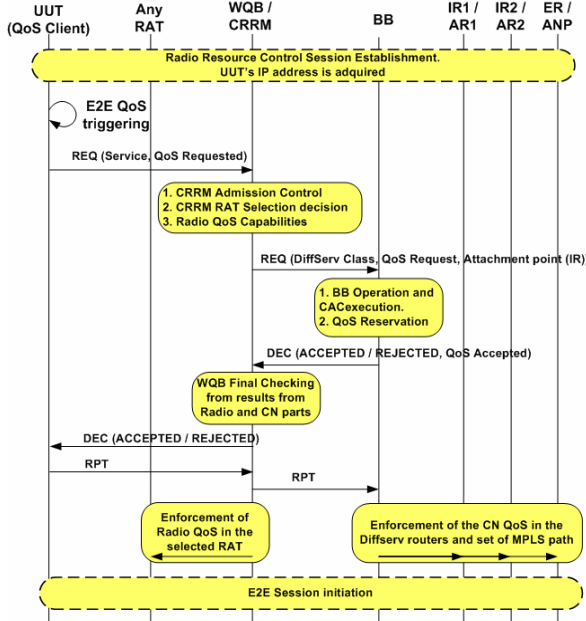 UUT
(QoS Client)
Any
RAT
WQB /
CRRM
BB
IR1 /
AR1
IR2 /
AR2
ER /
ANP
Radio Resource Control Session Establishment.
UUT's IP address is adquired
E2E QoS
triggering
REQ (Service, QoS Requested)
1. CRRM Admission Control
2. CRRM RAT Selection decision
3. Radio QoS Capabilities
REQ (DiffServ Class, QoS Request, Attachment point (IR)
1. BB Operation and
CACexecution.
2. QoS Reservation
DEC (ACCEPTED / REJECTED, QoS Accepted)
WQB Final Checking
from results from
Radio and CN parts
DEC (ACCEPTED / REJECTED)
RPT
RPT
Enforcement of
Radio QoS in the
selected RAT
Enforcement of the CN QoS in the
Diffserv routers and set of MPLS path
E2E Session initiation